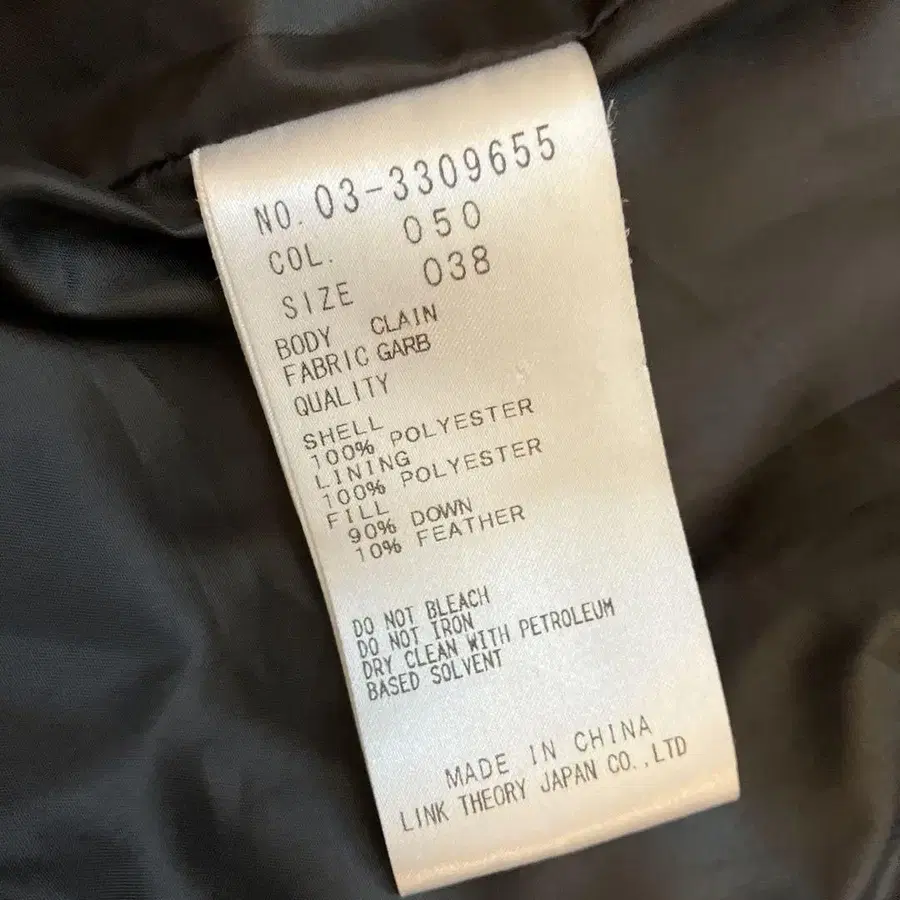 NO. 03-3309655
COL. 050
SIZE 038
BODY CLAIN
FABRIC GARB
QUALITY
SHELL
100% POLYESTER
LINING
100% POLYESTER
FILL
90% DOWN
10% FEATHER
DO NOT BLEACH
DO NOT IRON
DRY CLEAN WITH PETROLEUM
BASED SOLVENT
MADE IN CHINA
LINK THEORY JAPAN CO.,LTD